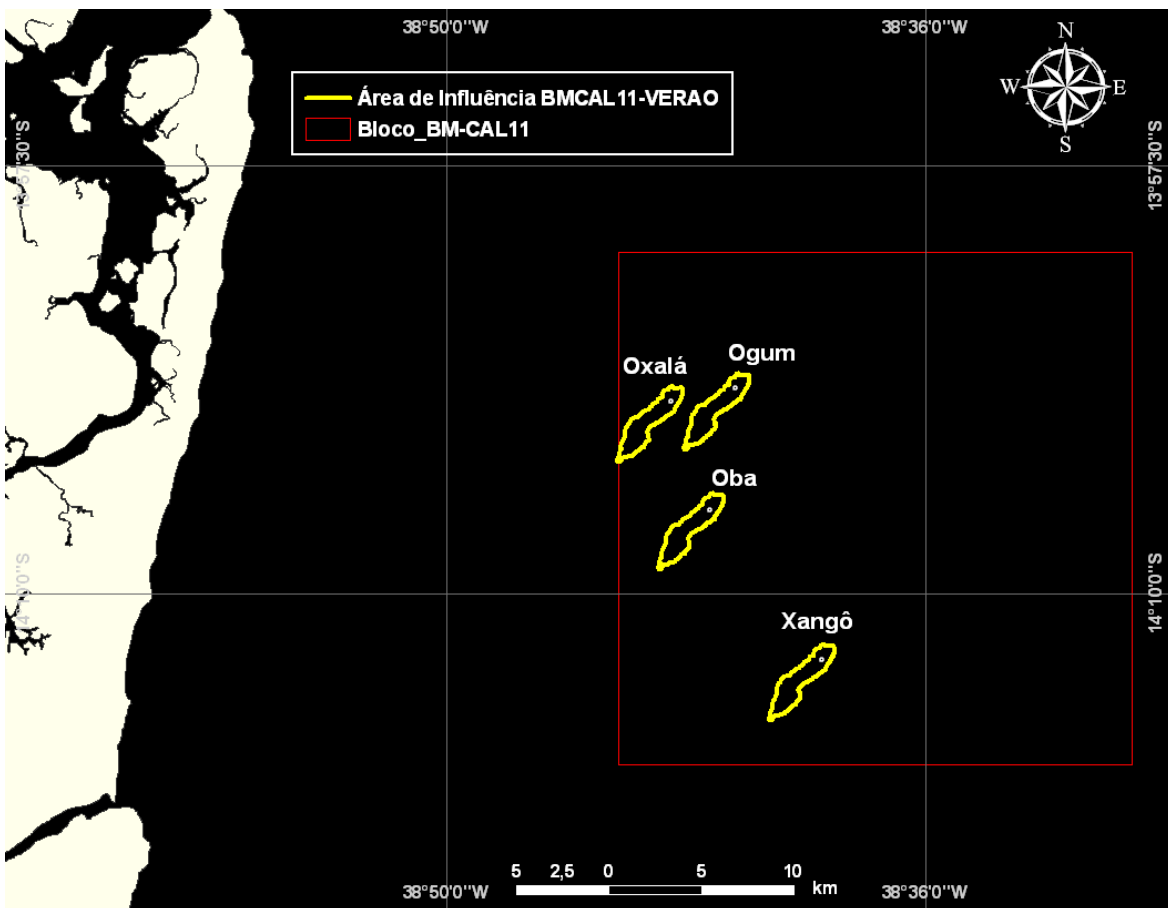 38°50'0"W 38°36'0"W
N
W E
S
Área de Influência BMCAL11-VERAO
Bloco_BM-CAL11
13°57'30"S 13°57'30"S
Oxalá Ogum
Oba
14°10'0"S 14°10'0"S
Xangô
5 2,5 0 5 10
km
38°50'0"W 38°36'0"W